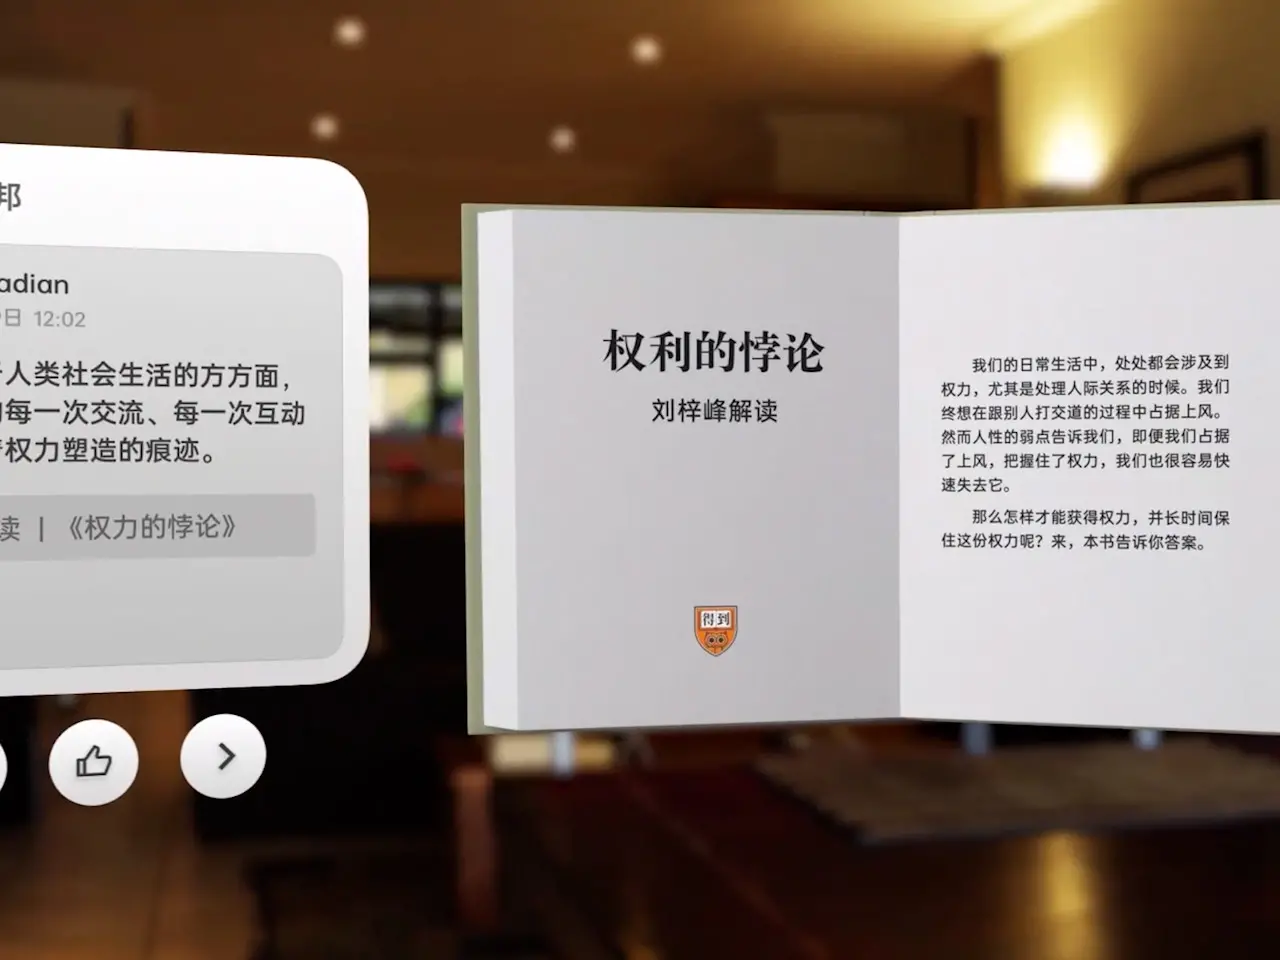 邦
adian
日 12:02
人类社会生活的方方面，
每一次交流、每一次互动
权力塑造的痕迹。
读 | 《权力的悖论》
权利的悖论
刘梓峰解读
得到
我们的日常生活中，处处都会涉及到
权力，尤其是处理人际关系的时候。我们
终想在跟别人打交道的过程中占据上风。
然而人性的弱点告诉我们，即便我们占据
了上风，把握住了权力，我们也很容易快
速失去它。
那么怎样才能获得权力，并长时间保
住这份权力呢？来，本书告诉你答案。